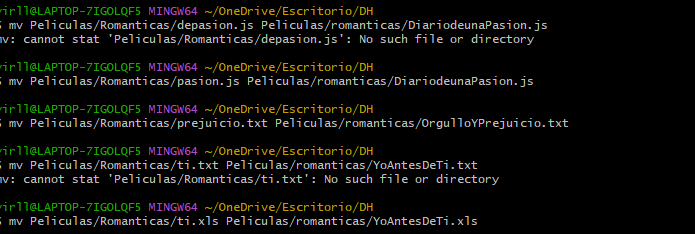 virll@LAPTOP-7IGOLQF5 MINGW64 ~/OneDrive/Escritorio/DH
$ mv Peliculas/Romanticas/depasion.js Peliculas/romanticas/DiariodeunaPasion.js
mv: cannot stat 'Peliculas/Romanticas/depasion.js': No such file or directory
virll@LAPTOP-7IGOLQF5 MINGW64 ~/OneDrive/Escritorio/DH
$ mv Peliculas/Romanticas/pasion.js Peliculas/romanticas/DiariodeunaPasion.js
virll@LAPTOP-7IGOLQF5 MINGW64 ~/OneDrive/Escritorio/DH
$ mv Peliculas/Romanticas/prejuicio.txt Peliculas/romanticas/OrgulloYPrejuicio.txt
virll@LAPTOP-7IGOLQF5 MINGW64 ~/OneDrive/Escritorio/DH
$ mv Peliculas/Romanticas/ti.txt Peliculas/romanticas/YoAntesDeTi.txt
mv: cannot stat 'Peliculas/Romanticas/ti.txt': No such file or directory
virll@LAPTOP-7IGOLQF5 MINGW64 ~/OneDrive/Escritorio/DH
$ mv Peliculas/Romanticas/ti.xls Peliculas/romanticas/YoAntesDeTi.xls